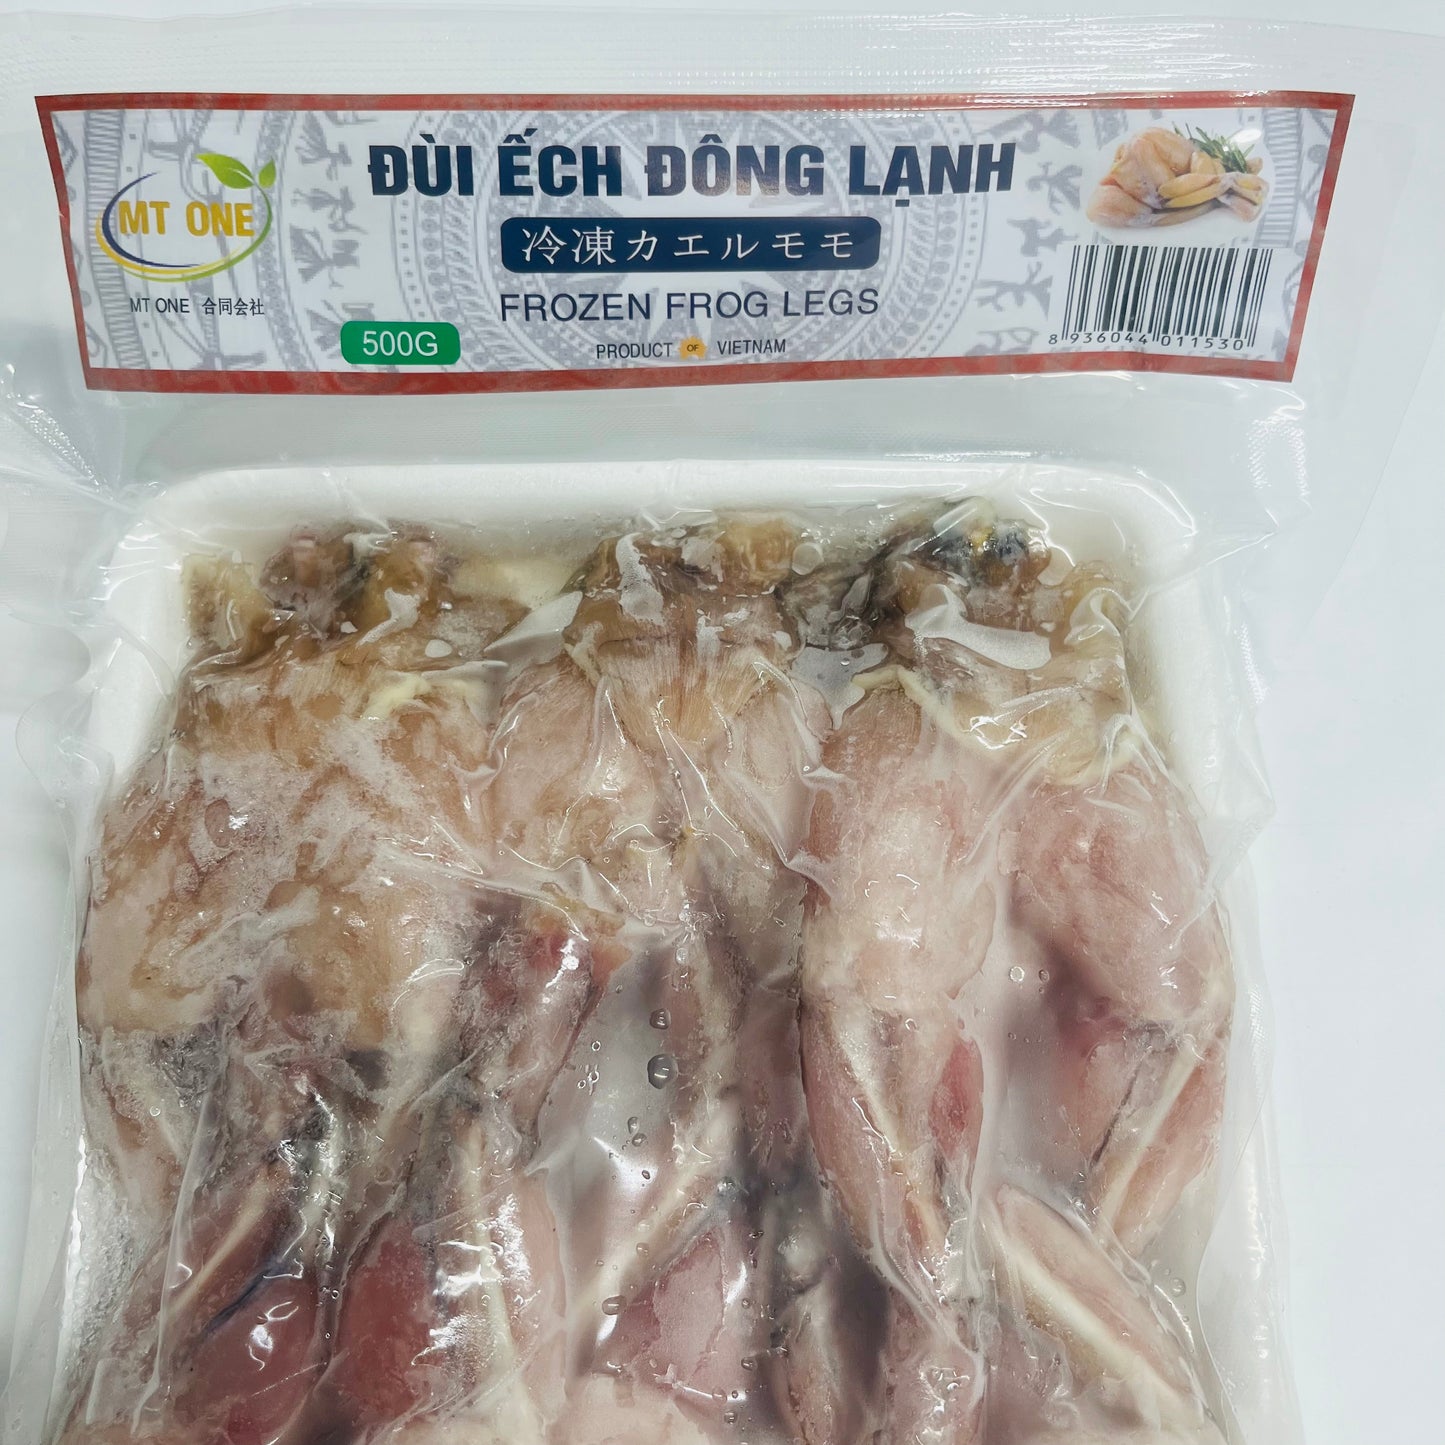 MT ONE
MT ONE 合同会社
ĐÙI ẾCH ĐÔNG LẠNH
冷凍カエルモモ
FROZEN FROG LEGS
500G
PRODUCT OF VIETNAM
8 936044 011530